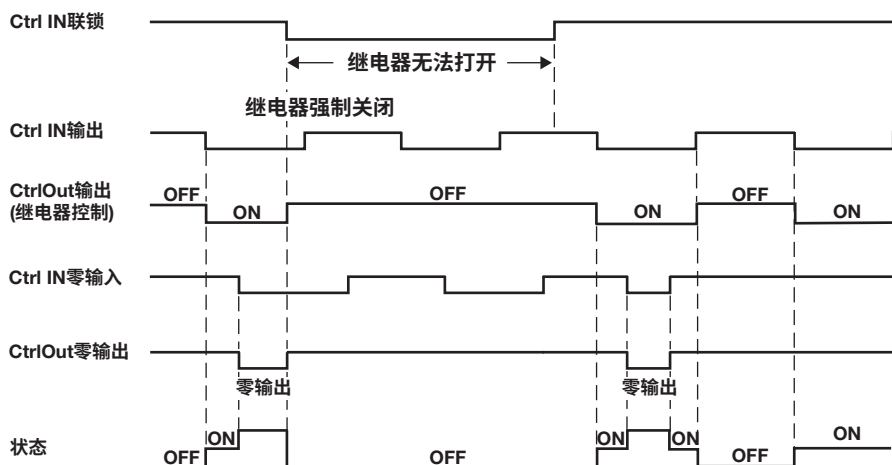 Ctrl IN联锁
继电器无法打开
继电器强制关闭
Ctrl IN输出
CtrlOut输出
(继电器控制)
OFF
ON
OFF
ON
OFF
ON
Ctrl IN零输入
CtrlOut零输出
零输出
零输出
状态
OFF
ON
OFF
ON
ON
OFF
ON